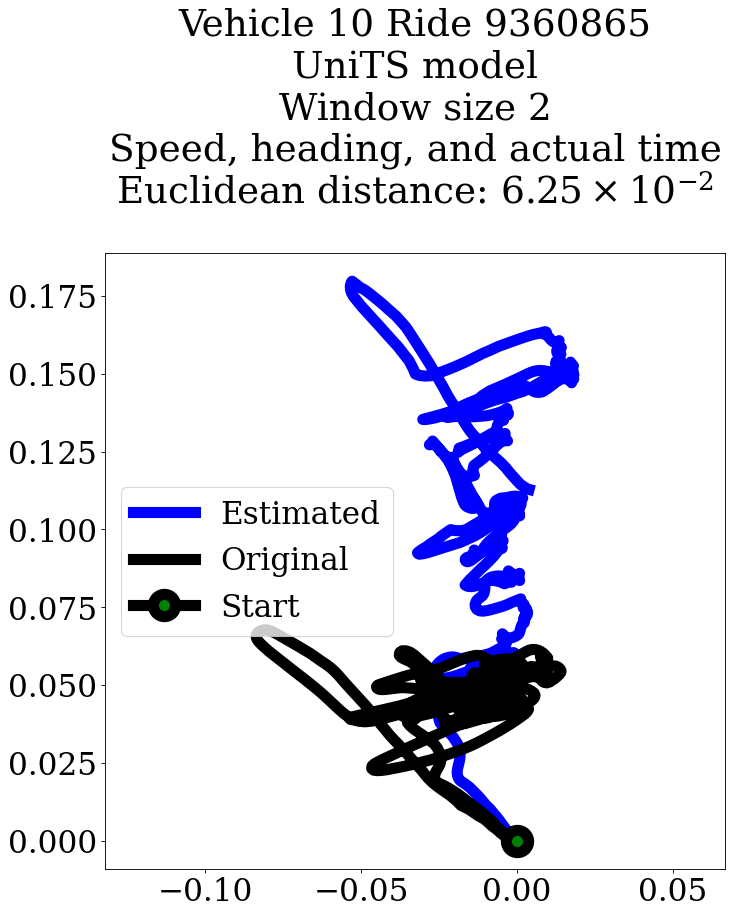 Vehicle 10 Ride 9360865
UniTS model
Window size 2
Speed, heading, and actual time
Euclidean distance: 6.25 × 10⁻²
0.175
0.150
0.125
0.100
0.075
0.050
0.025
0.000
Estimated
Original
Start
−0.10
−0.05
0.00
0.05